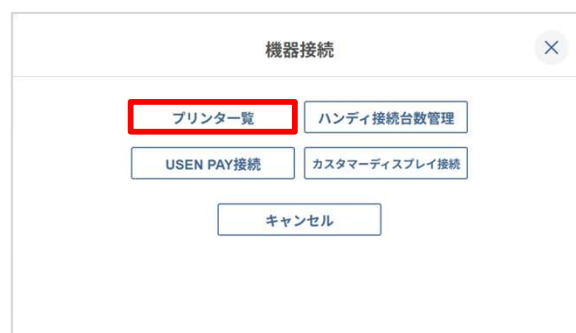 機器接続
プリンタ一覧
ハンディ接続台数管理
USEN PAY接続
カスタマーディスプレイ接続
キャンセル